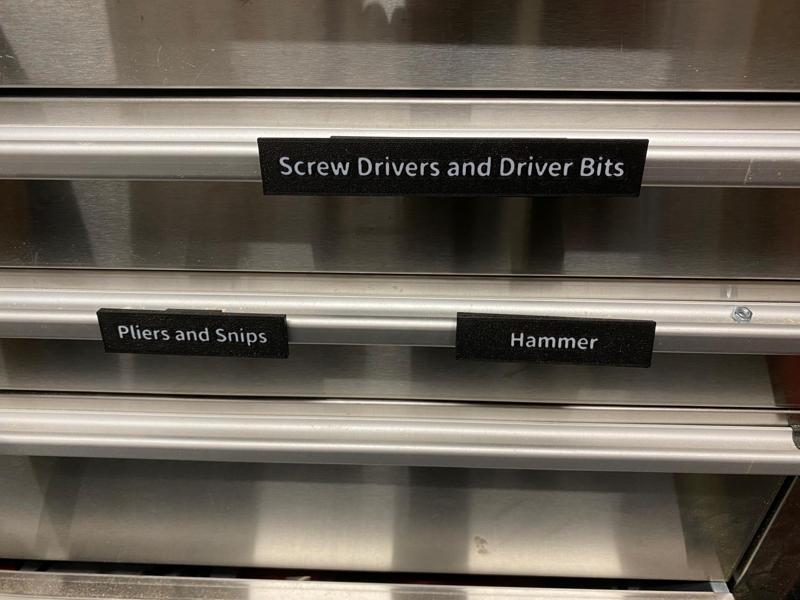 Screw Drivers and Driver Bits
Pliers and Snips
Hammer